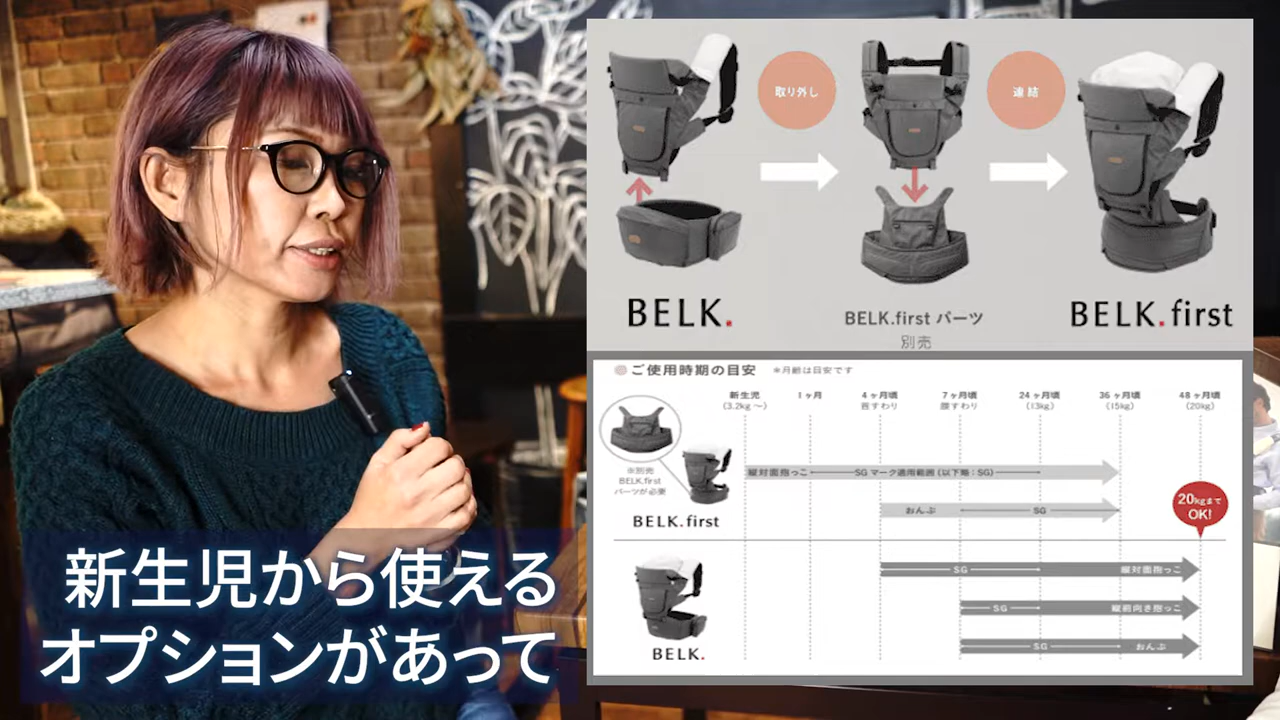 取り外し
連結
BELK.
BELK.first パーツ
別売
BELK.first
ご使用時期の目安 ※月齢は目安です
新生児
(3.2kg〜)
1ヶ月
4ヶ月頃
首すわり
7ヶ月頃
腰すわり
24ヶ月頃
(13kg)
36ヶ月頃
(15kg)
48ヶ月頃
(20kg)
※別売
BELK.first
パーツが必要
BELK.first
縦対面抱っこ
SGマーク適用範囲(以下略:SG)
おんぶ
SG
20kgまで
OK!
BELK.
SG
縦対面抱っこ
SG
縦前向き抱っこ
SG
おんぶ
新生児から使える
オプションがあって